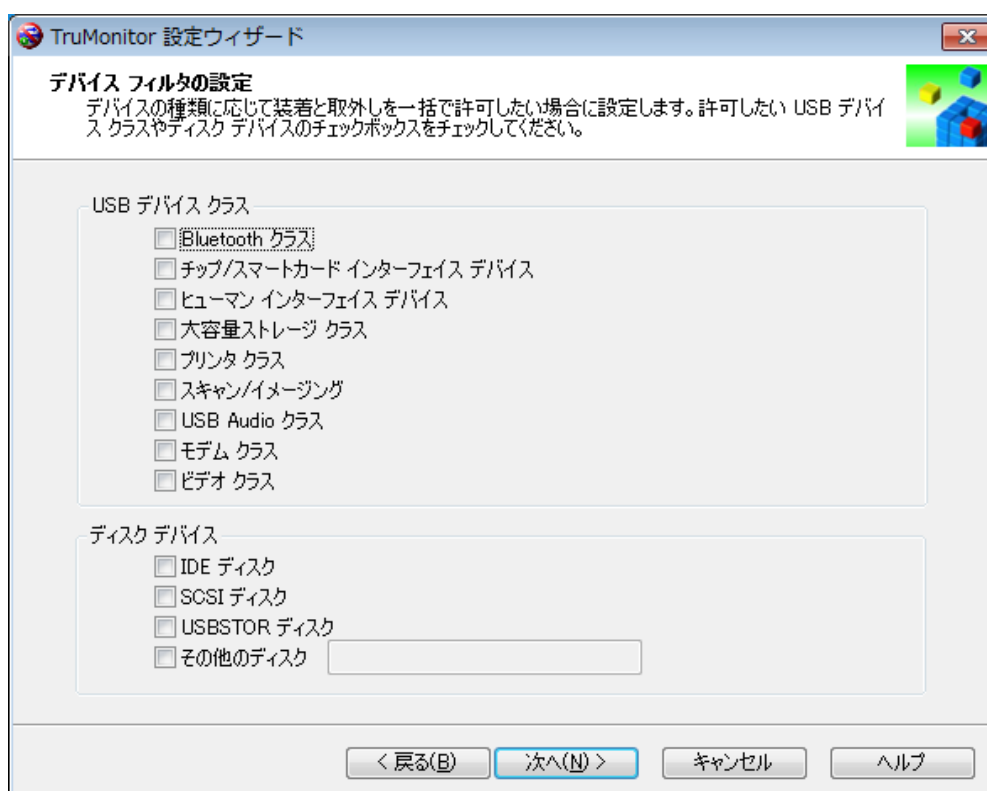 TruMonitor 設定ウィザード
デバイス フィルタの設定
デバイスの種類に応じて装着と取外しを一括で許可したい場合に設定します。許可したい USB デバイ
ス クラスやディスク デバイスのチェックボックスをチェックしてください。
USB デバイス クラス
Bluetooth クラス
チップ/スマートカード インターフェイス デバイス
ヒューマン インターフェイス デバイス
大容量ストレージ クラス
プリンタ クラス
スキャン/イメージング
USB Audio クラス
モデム クラス
ビデオ クラス
ディスク デバイス
IDE ディスク
SCSI ディスク
USBSTOR ディスク
その他のディスク
< 戻る(B) 次へ(N) > キャンセル ヘルプ